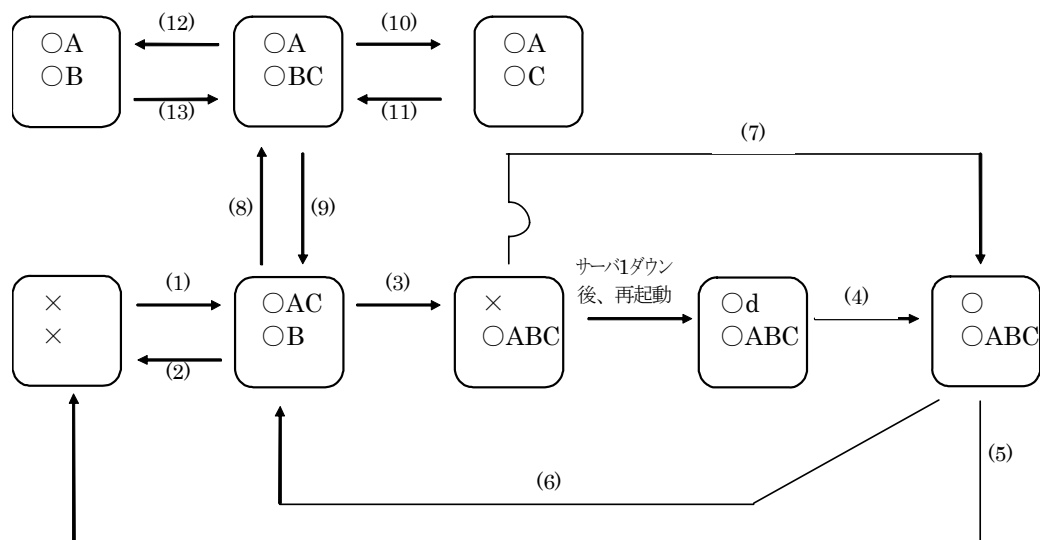 (12)
(10)
○A
○B
○A
○BC
○A
○C
(13)
(11)
(7)
(8)
(9)
サーバ1ダウン
後、再起動
(1)
(3)
(4)
×
×
○AC
○B
×
○ABC
○d
○ABC
○
○ABC
(2)
(5)
(6)